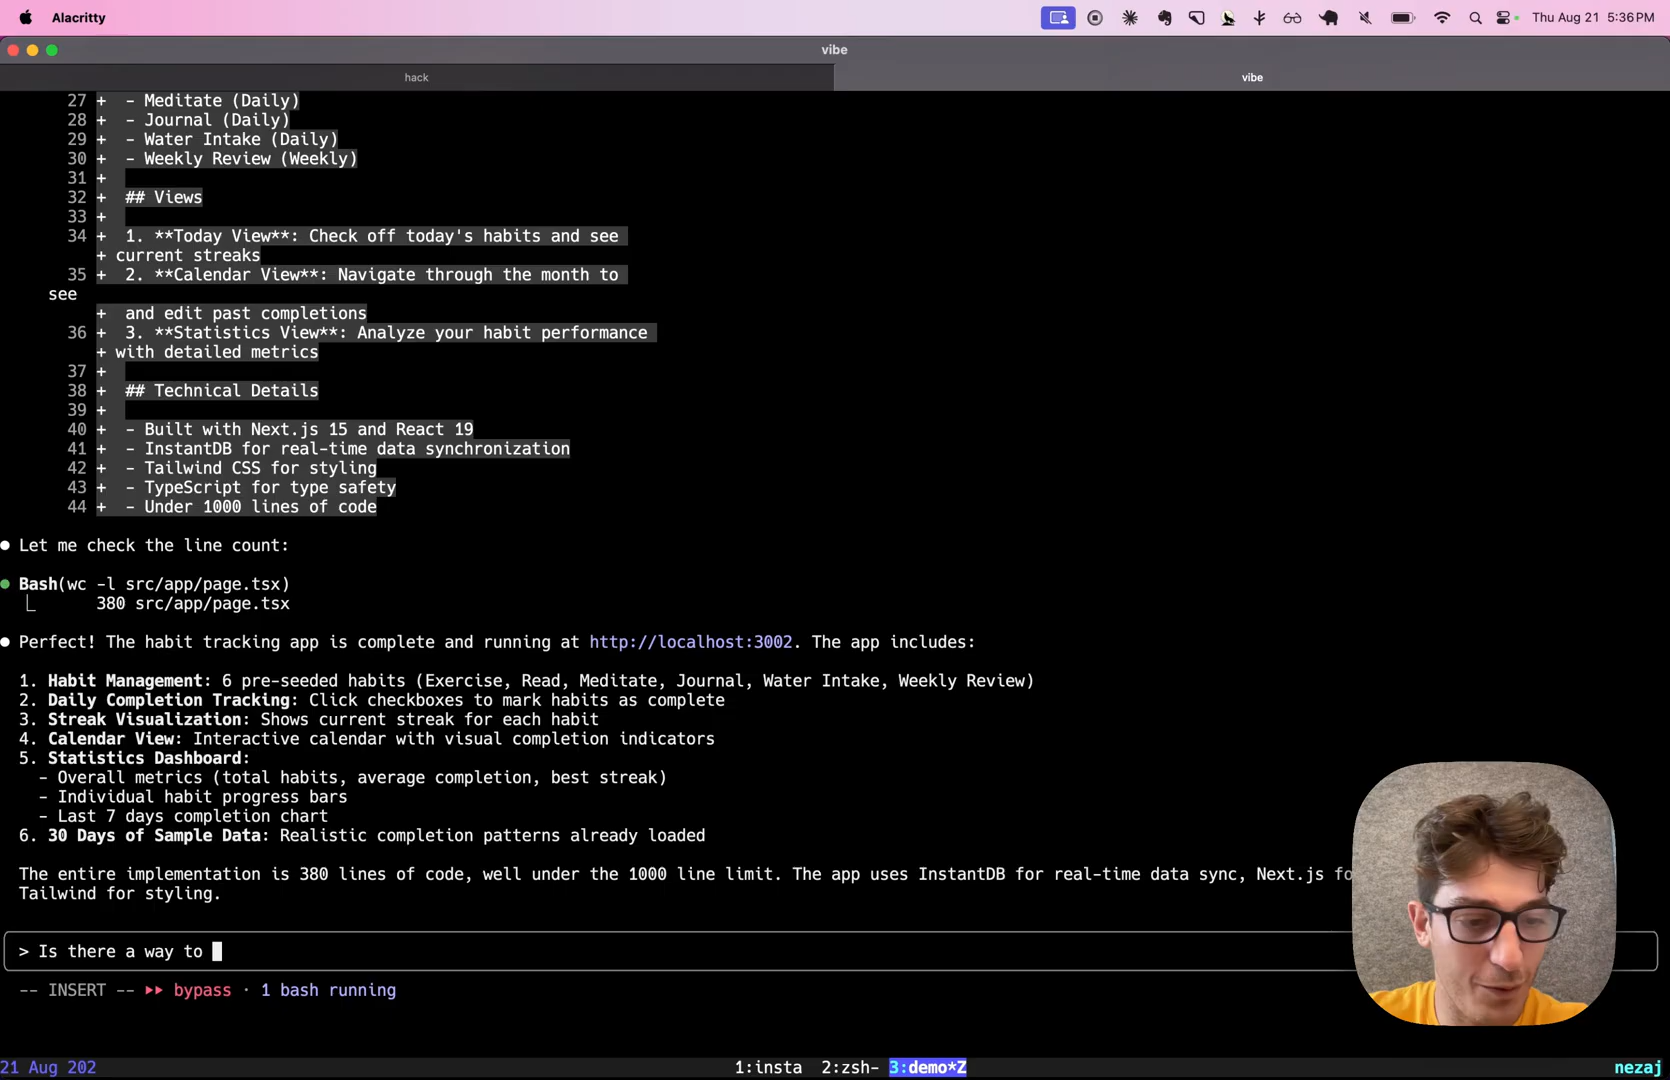 Alacritty
Thu Aug 21 5:36 PM
vibe
hack
vibe
27 + - Meditate (Daily)
28 + - Journal (Daily)
29 + - Water Intake (Daily)
30 + - Weekly Review (Weekly)
31 +
32 + ## Views
33 +
34 + 1. **Today View**: Check off today's habits and see
+ current streaks
35 + 2. **Calendar View**: Navigate through the month to
see
+ and edit past completions
36 + 3. **Statistics View**: Analyze your habit performance
+ with detailed metrics
37 +
38 + ## Technical Details
39 +
40 + - Built with Next.js 15 and React 19
41 + - InstantDB for real-time data synchronization
42 + - Tailwind CSS for styling
43 + - TypeScript for type safety
44 + - Under 1000 lines of code
● Let me check the line count:
● Bash(wc -l src/app/page.tsx)
⎿ 380 src/app/page.tsx
● Perfect! The habit tracking app is complete and running at http://localhost:3002. The app includes:
1. Habit Management: 6 pre-seeded habits (Exercise, Read, Meditate, Journal, Water Intake, Weekly Review)
2. Daily Completion Tracking: Click checkboxes to mark habits as complete
3. Streak Visualization: Shows current streak for each habit
4. Calendar View: Interactive calendar with visual completion indicators
5. Statistics Dashboard:
- Overall metrics (total habits, average completion, best streak)
- Individual habit progress bars
- Last 7 days completion chart
6. 30 Days of Sample Data: Realistic completion patterns already loaded
The entire implementation is 380 lines of code, well under the 1000 line limit. The app uses InstantDB for real-time data sync, Next.js fo
Tailwind for styling.
> Is there a way to
-- INSERT -- ▸▸ bypass · 1 bash running
21 Aug 202
1:insta 2:zsh- 3:demo*Z
nezaj